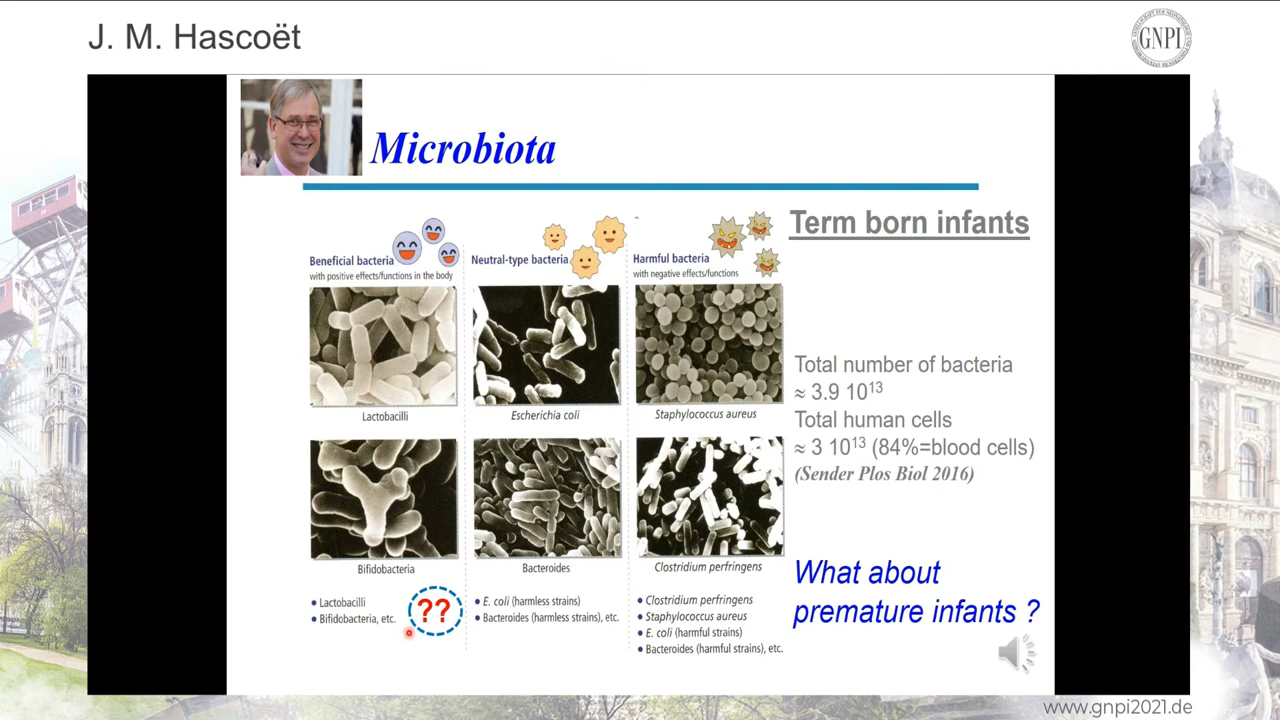 J. M. Hascoët
GNPI
Microbiota
Term born infants
Beneficial bacteria
with positive effects/functions in the body
Neutral-type bacteria
Harmful bacteria
with negative effects/functions
Lactobacilli
Escherichia coli
Staphylococcus aureus
Total number of bacteria
≈ 3.9 10¹³
Total human cells
≈ 3 10¹³ (84%=blood cells)
(Sender Plos Biol 2016)
Bifidobacteria
Bacteroides
Clostridium perfringens
• Lactobacilli
• Bifidobacteria, etc.
??
• E. coli (harmless strains)
• Bacteroides (harmless strains), etc.
• Clostridium perfringens
• Staphylococcus aureus
• E. coli (harmful strains)
• Bacteroides (harmful strains), etc.
What about
premature infants ?
www.gnpi2021.de